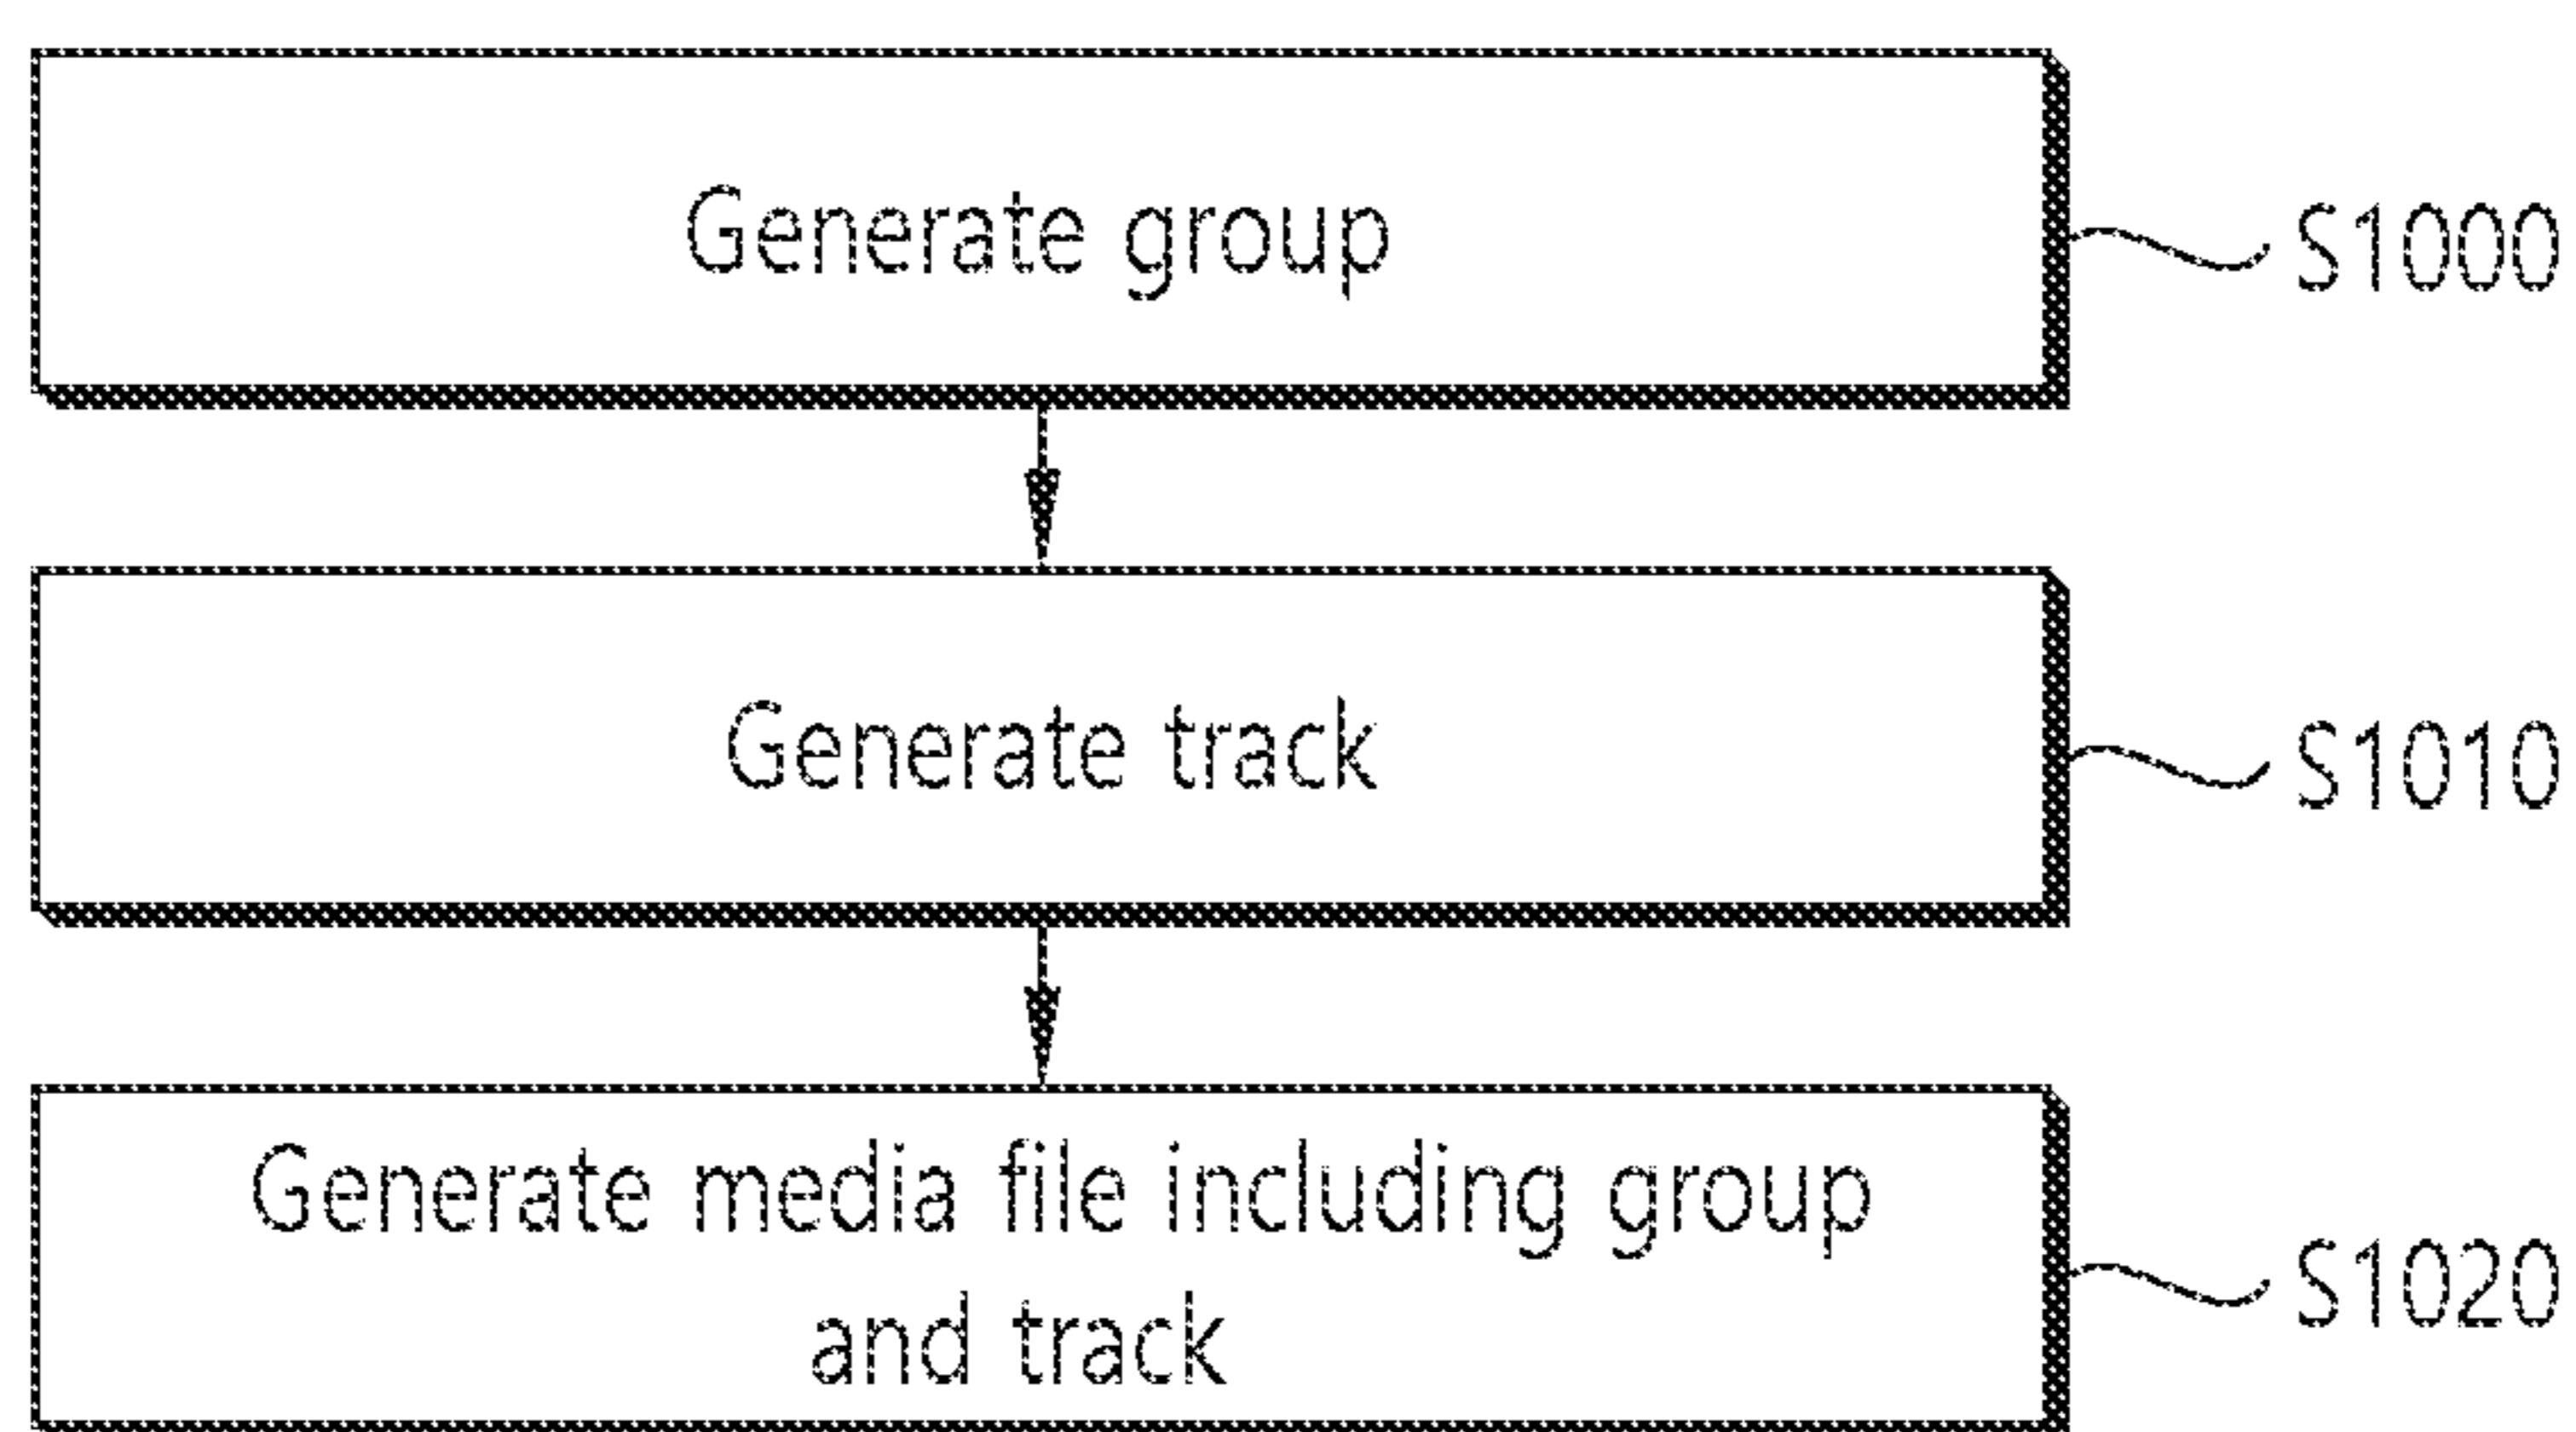 Generate group
S1000
Generate track
S1010
Generate media file including group
and track
S1020